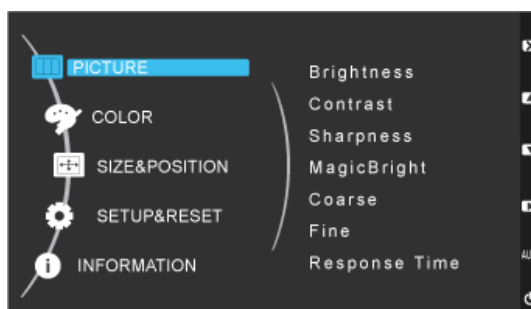 PICTURE
COLOR
SIZE&POSITION
SETUP&RESET
INFORMATION
Brightness
Contrast
Sharpness
MagicBright
Coarse
Fine
Response Time